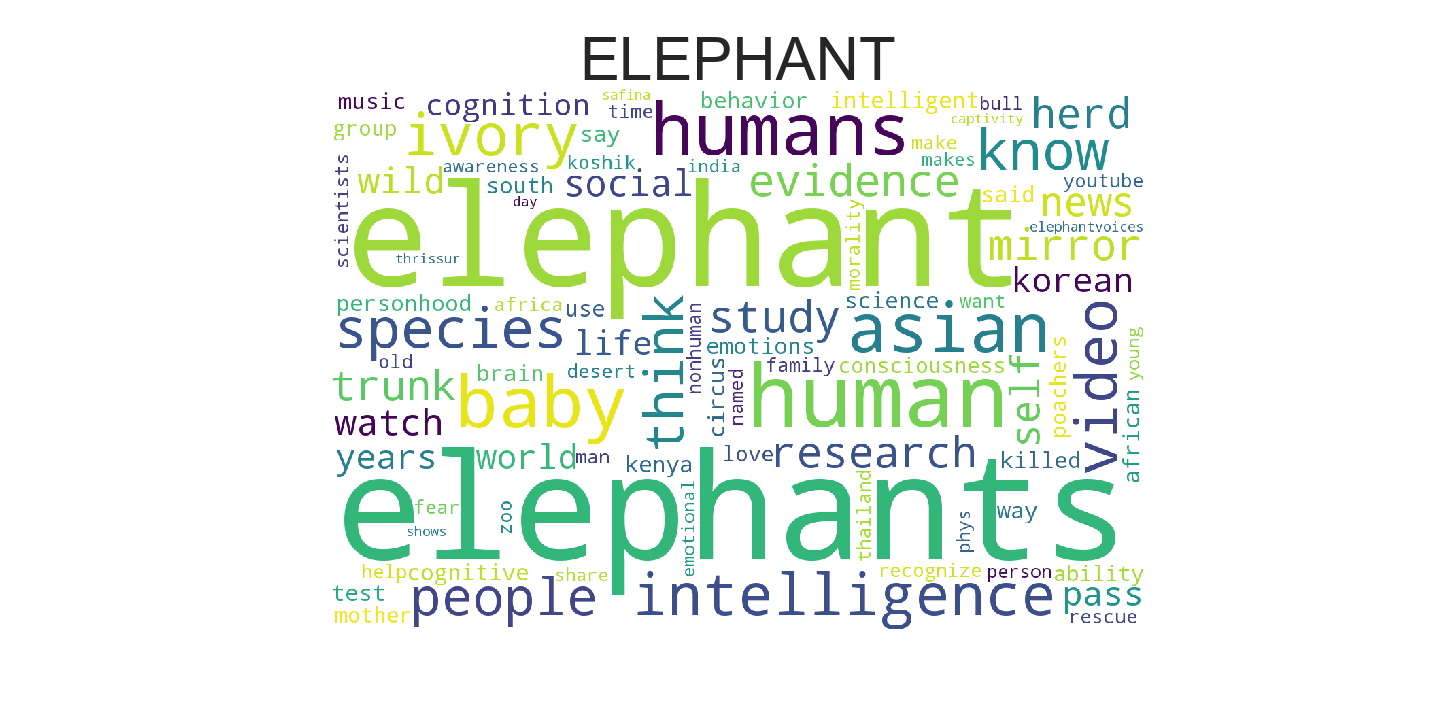 ELEPHANT
music
cognition
safina
time
behavior
intelligent
bull
captivity
herd
group
ivory
say
humans
make
makes
know
scientists
awareness
koshik
india
wild
south
social
evidence
youtube
day
said
news
elephant
morality
elephantvoices
mirror
thrissur
korean
personhood
africa
use
think
nonhuman
science
want
species
life
study
asian
video
emotions
old
brain
desert
family
consciousness
self
poachers
young
trunk
baby
circus
named
human
african
watch
years
world
man
kenya
love
research
killed
elephants
fear
shows
zoo
emotional
thailand
phys
way
help
cognitive
share
recognize
person
ability
test
people
intelligence
pass
mother
rescue